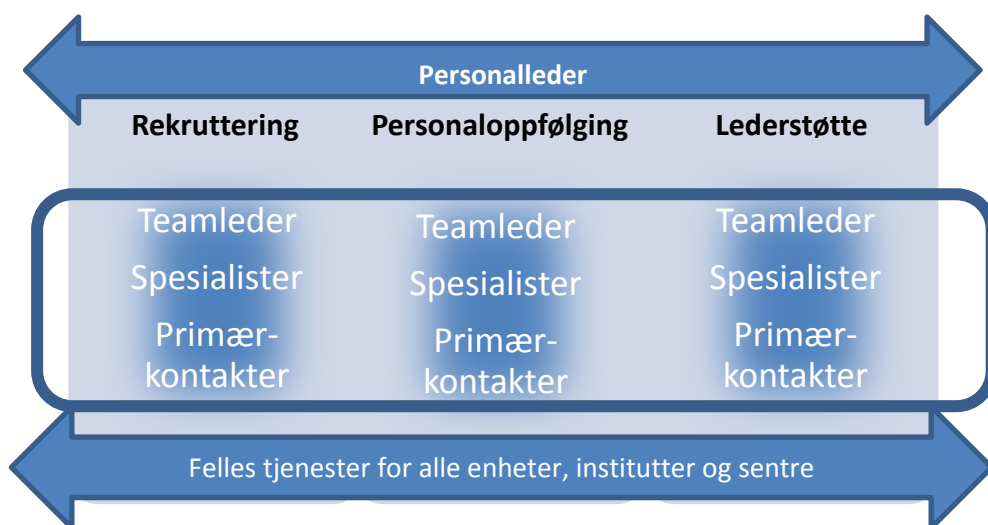 Personalleder
Rekruttering
Personaloppfølging
Lederstøtte
Teamleder
Spesialister
Primær-
kontakter
Teamleder
Spesialister
Primær-
kontakter
Teamleder
Spesialister
Primær-
kontakter
Felles tjenester for alle enheter, institutter og sentre